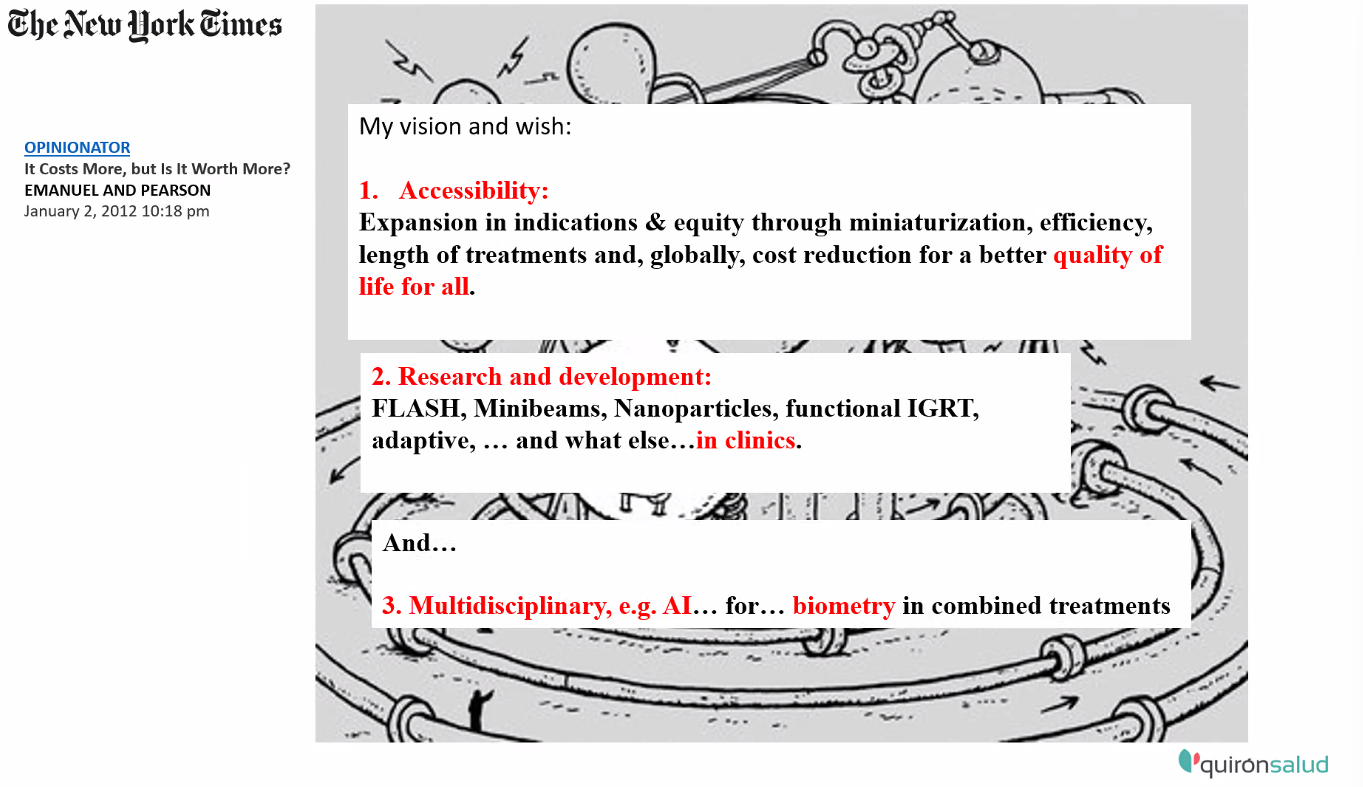 The New York Times
OPINIONATOR
It Costs More, but Is It Worth More?
EMANUEL AND PEARSON
January 2, 2012 10:18 pm
My vision and wish:
1. Accessibility:
Expansion in indications & equity through miniaturization, efficiency,
length of treatments and, globally, cost reduction for a better quality of
life for all.
2. Research and development:
FLASH, Minibeams, Nanoparticles, functional IGRT,
adaptive, … and what else…in clinics.
And…
3. Multidisciplinary, e.g. AI… for… biometry in combined treatments
quirónsalud